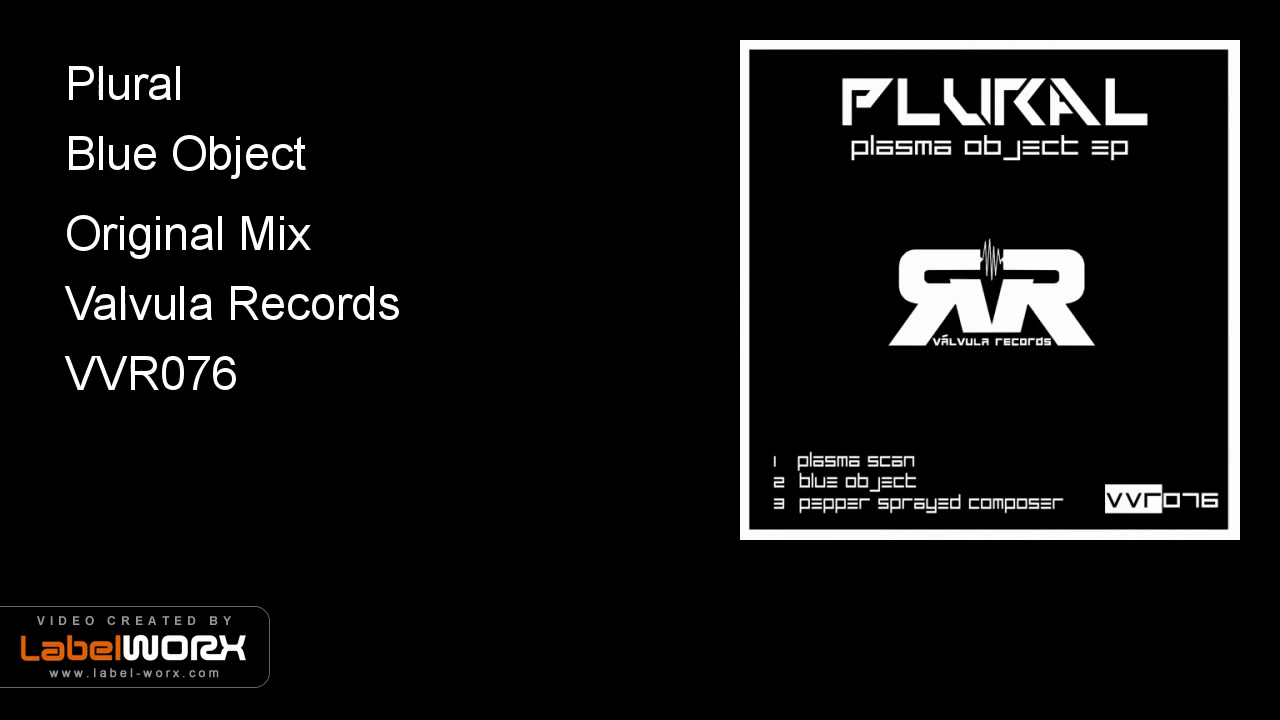 Plural
Blue Object
Original Mix
Valvula Records
VVR076
PLURAL
plasma object ep
VÁLVULA records
1 plasma scan
2 blue object
3 pepper sprayed composer
VVr076
VIDEO CREATED BY
LabelWORX
www.label-worx.com